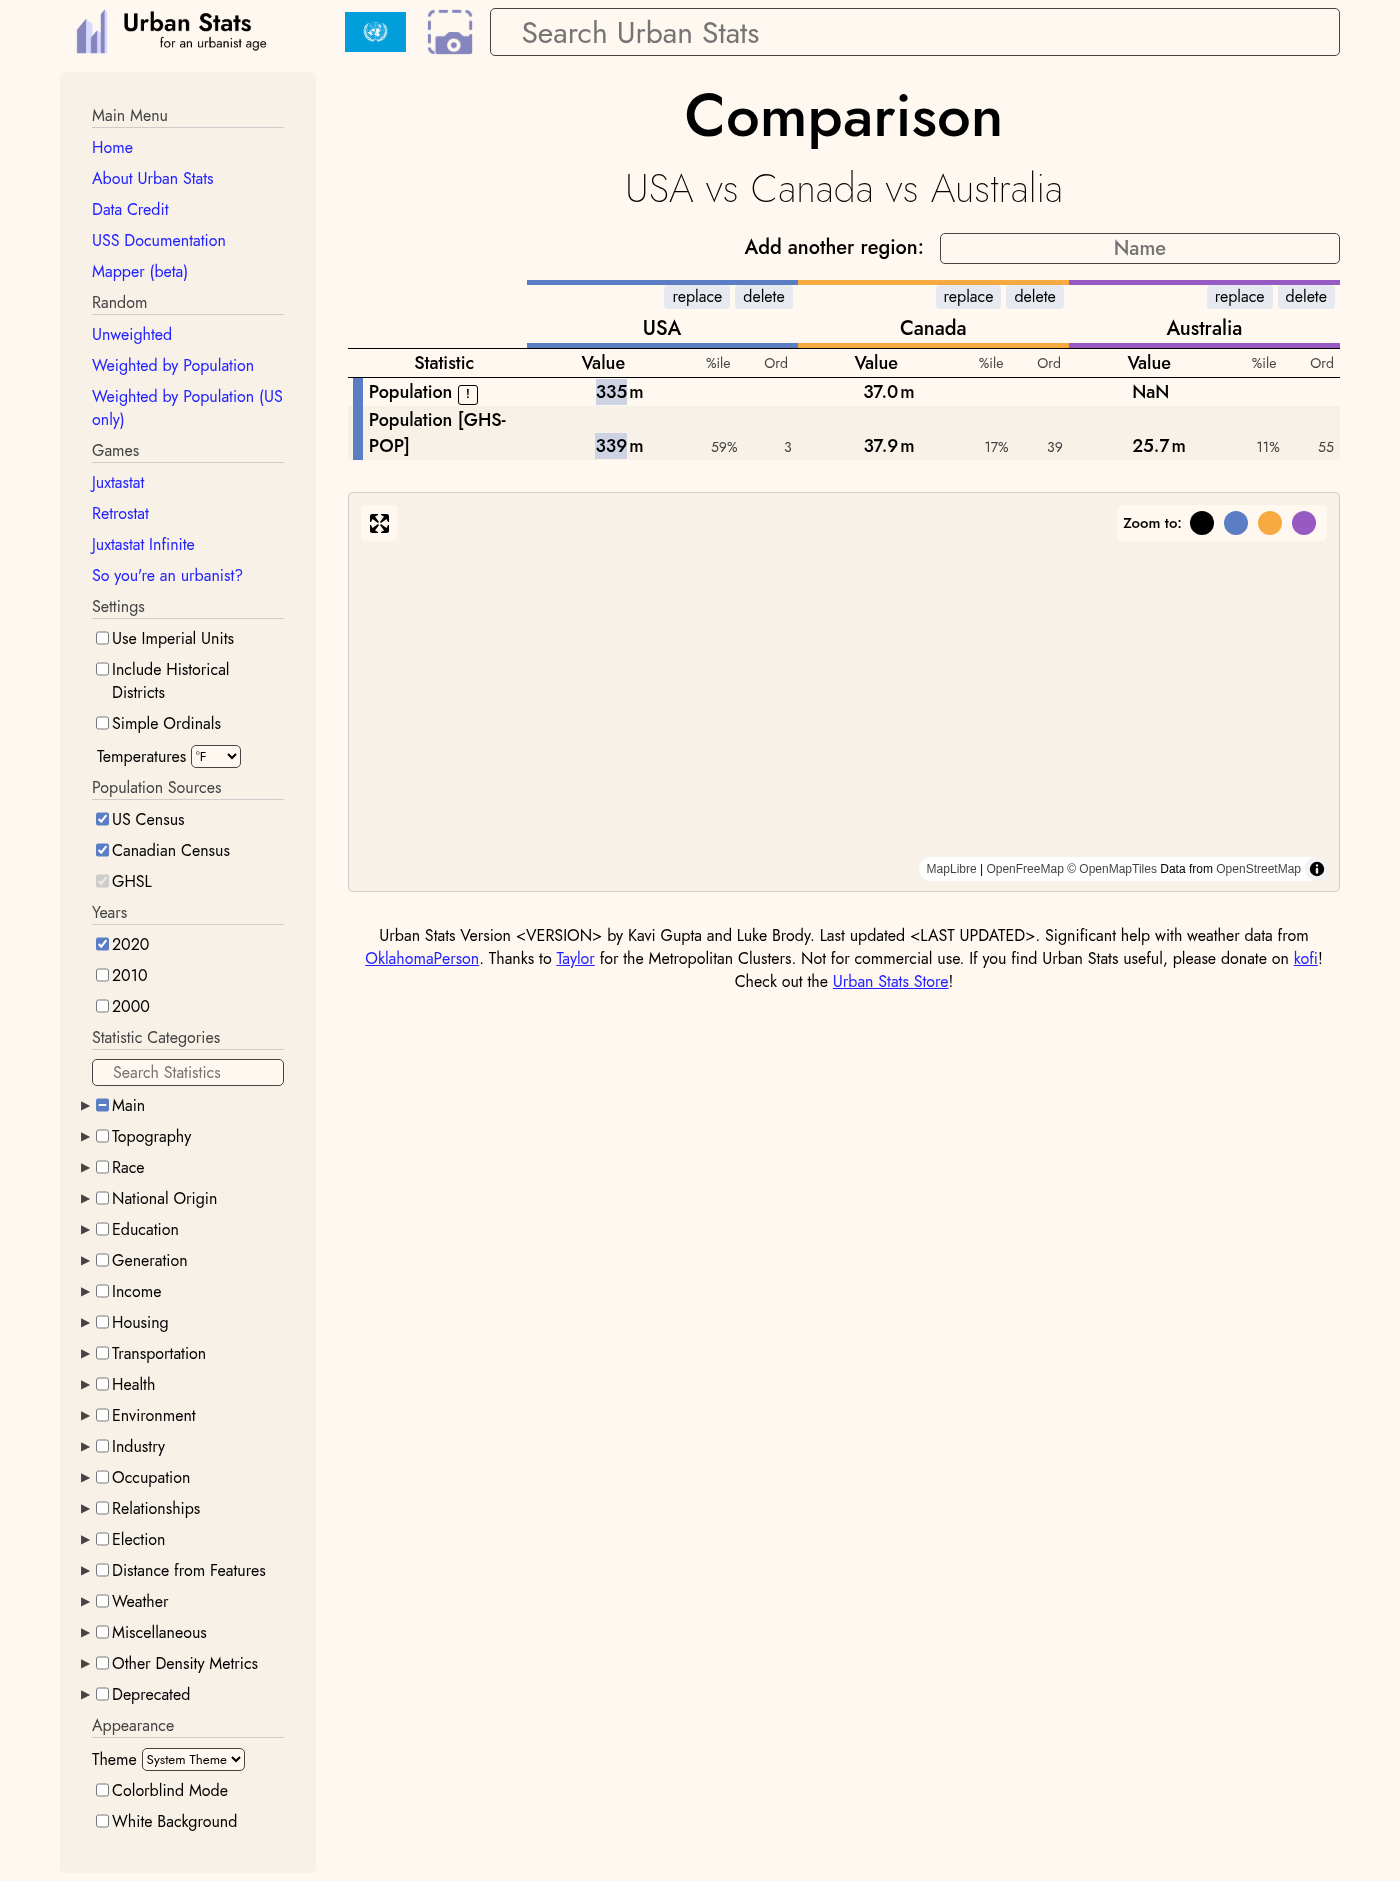 Urban Stats
for an urbanist age
Search Urban Stats
Main Menu
Home
About Urban Stats
Data Credit
USS Documentation
Mapper (beta)
Random
Unweighted
Weighted by Population
Weighted by Population (US
only)
Games
Juxtastat
Retrostat
Juxtastat Infinite
So you're an urbanist?
Settings
Use Imperial Units
Include Historical
Districts
Simple Ordinals
Temperatures °F
Population Sources
US Census
Canadian Census
GHSL
Years
2020
2010
2000
Statistic Categories
Search Statistics
Main
Topography
Race
National Origin
Education
Generation
Income
Housing
Transportation
Health
Environment
Industry
Occupation
Relationships
Election
Distance from Features
Weather
Miscellaneous
Other Density Metrics
Deprecated
Appearance
Theme System Theme
Colorblind Mode
White Background
Comparison
USA vs Canada vs Australia
Add another region: Name
replace delete replace delete replace delete
USA Canada Australia
Statistic Value %ile Ord Value %ile Ord Value %ile Ord
Population ! 335 m 37.0 m NaN
Population [GHS-
POP] 339 m 59% 3 37.9 m 17% 39 25.7 m 11% 55
Zoom to:
MapLibre | OpenFreeMap © OpenMapTiles Data from OpenStreetMap
Urban Stats Version <VERSION> by Kavi Gupta and Luke Brody. Last updated <LAST UPDATED>. Significant help with weather data from
OklahomaPerson. Thanks to Taylor for the Metropolitan Clusters. Not for commercial use. If you find Urban Stats useful, please donate on kofi!
Check out the Urban Stats Store!